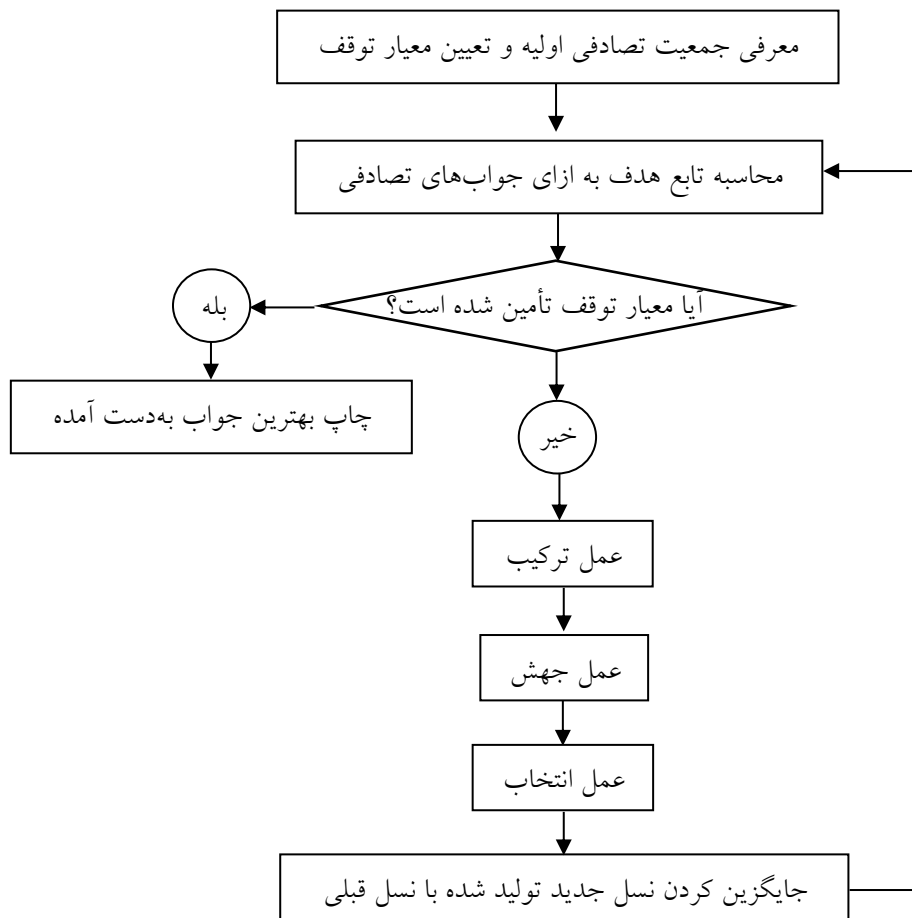 معرفی جمعیت تصادفی اولیه و تعیین معیار توقف
محاسبه تابع هدف به ازای جواب‌های تصادفی
آیا معیار توقف تأمین شده است؟
بله
چاپ بهترین جواب به‌دست آمده
خیر
عمل ترکیب
عمل جهش
عمل انتخاب
جایگزین کردن نسل جدید تولید شده با نسل قبلی